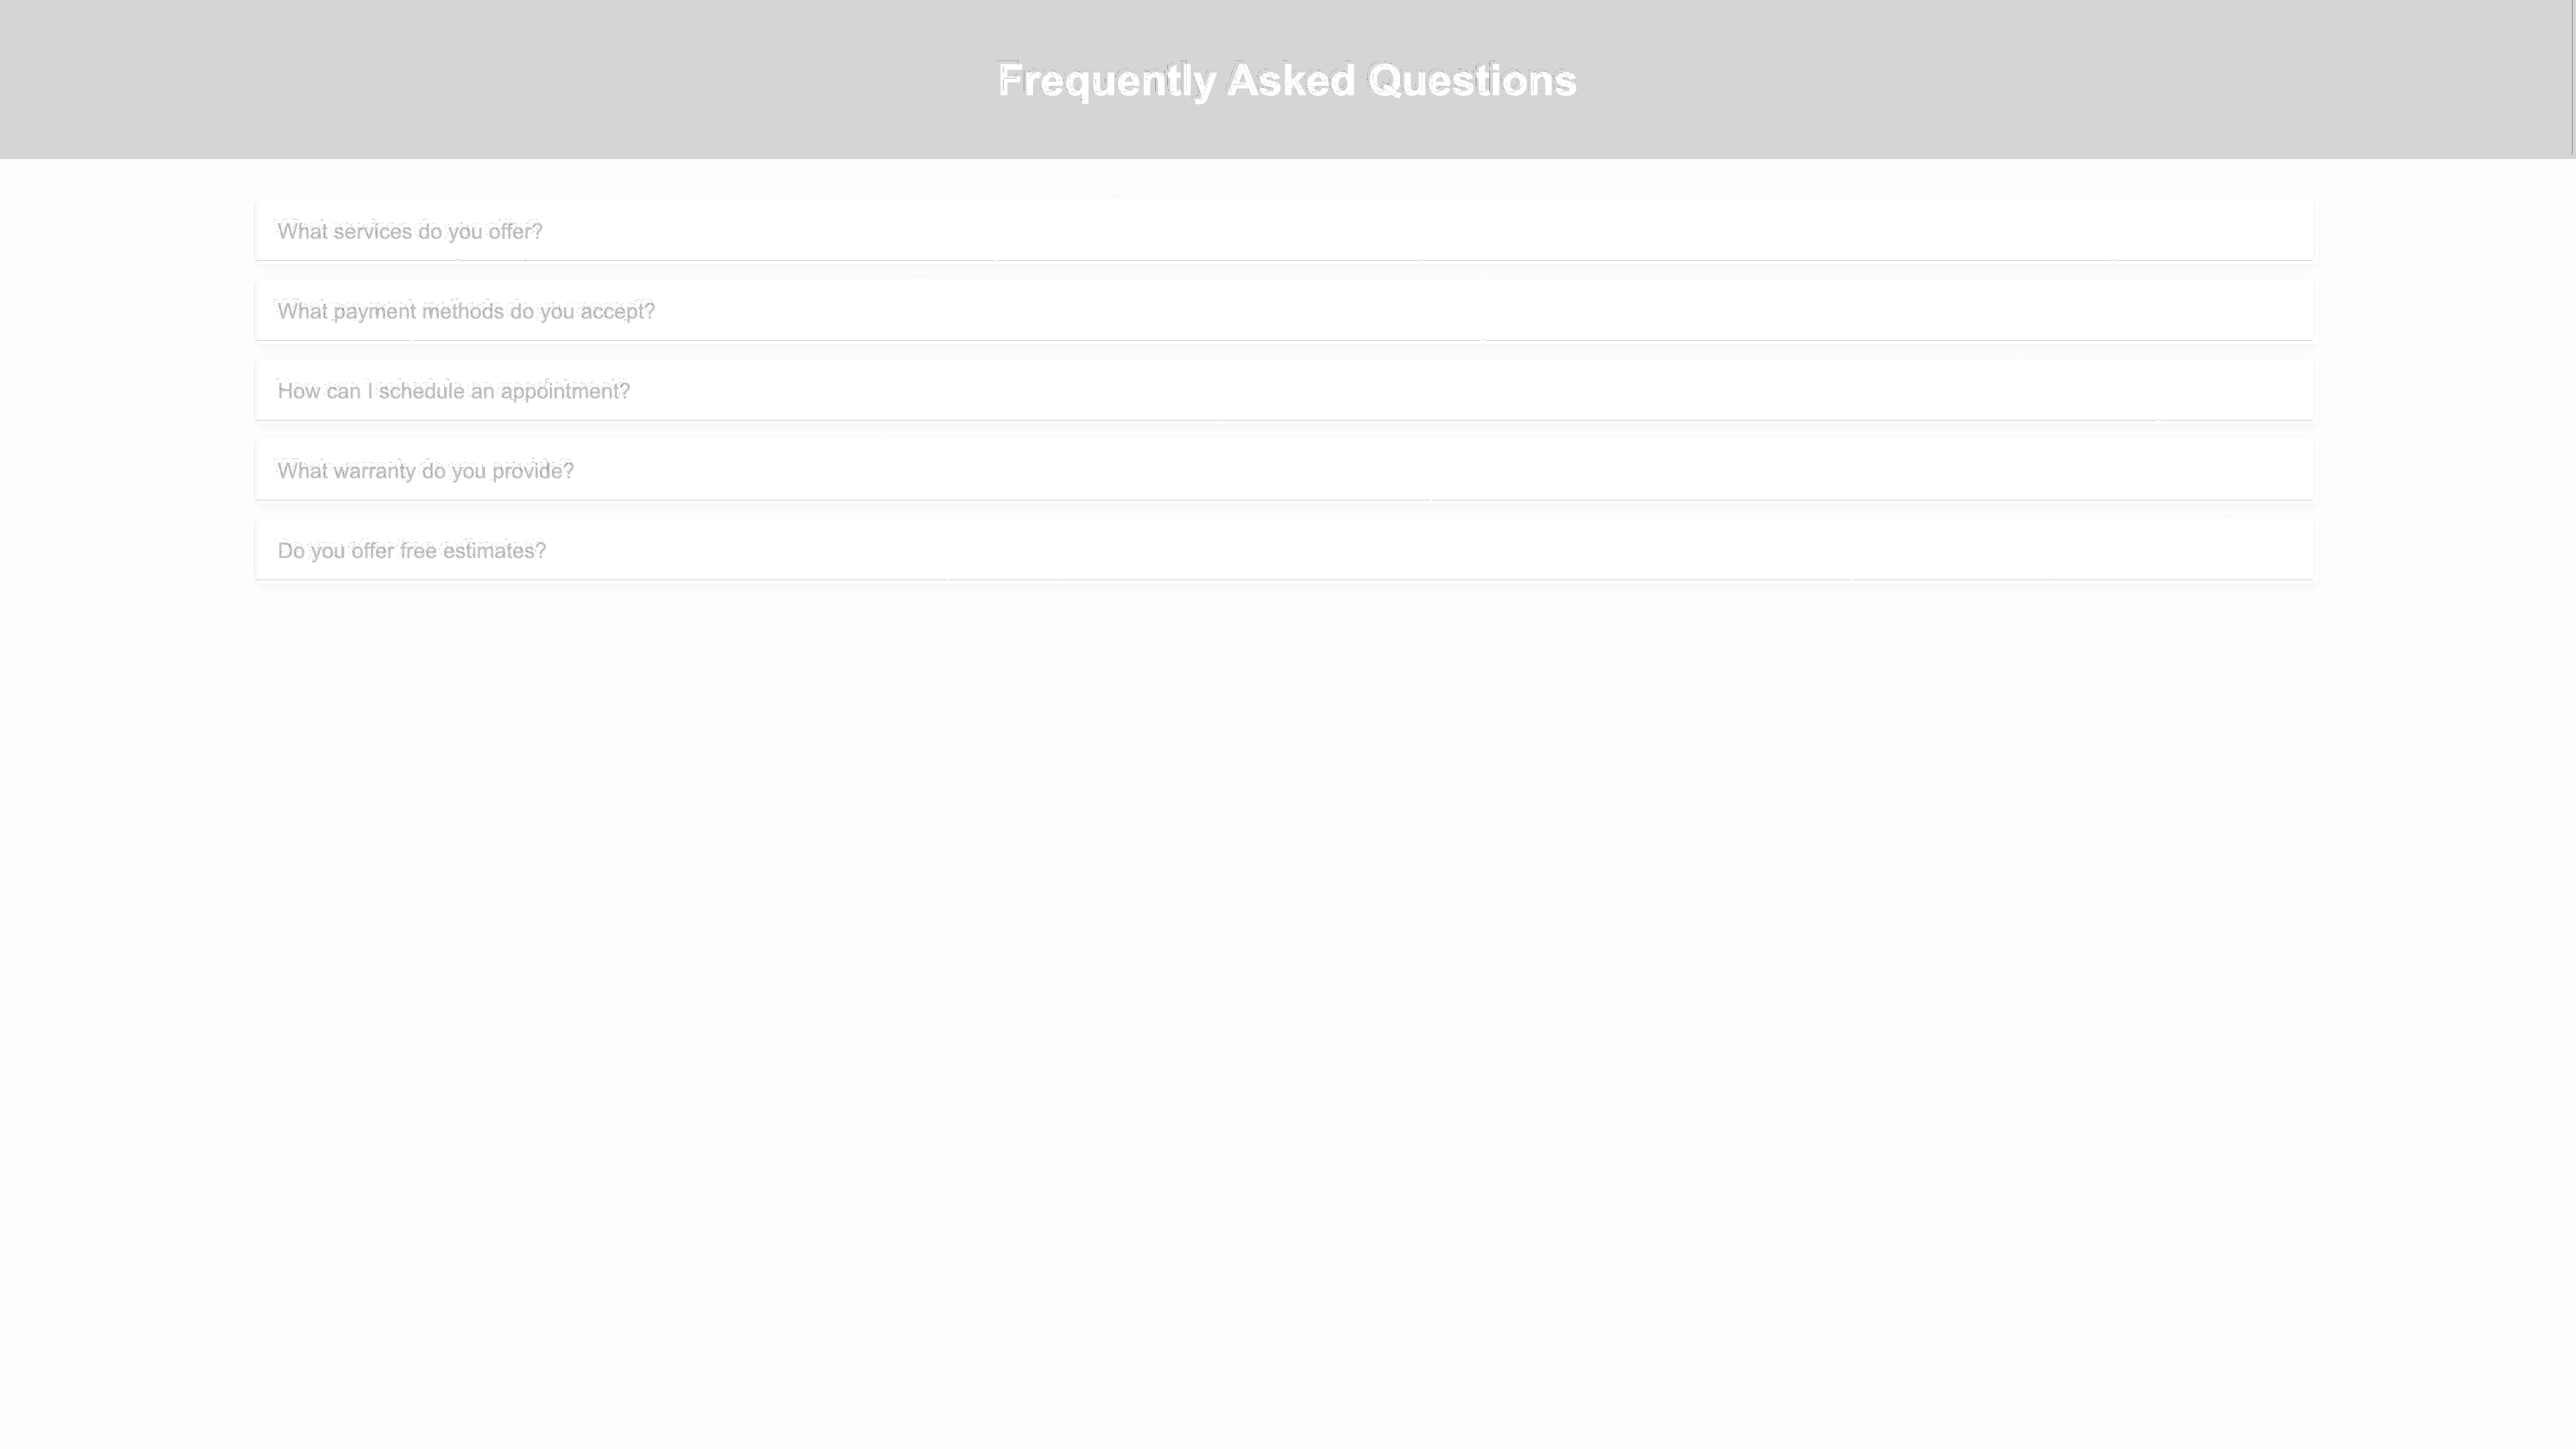 Frequently Asked Questions
What services do you offer?
What payment methods do you accept?
How can I schedule an appointment?
What warranty do you provide?
Do you offer free estimates?